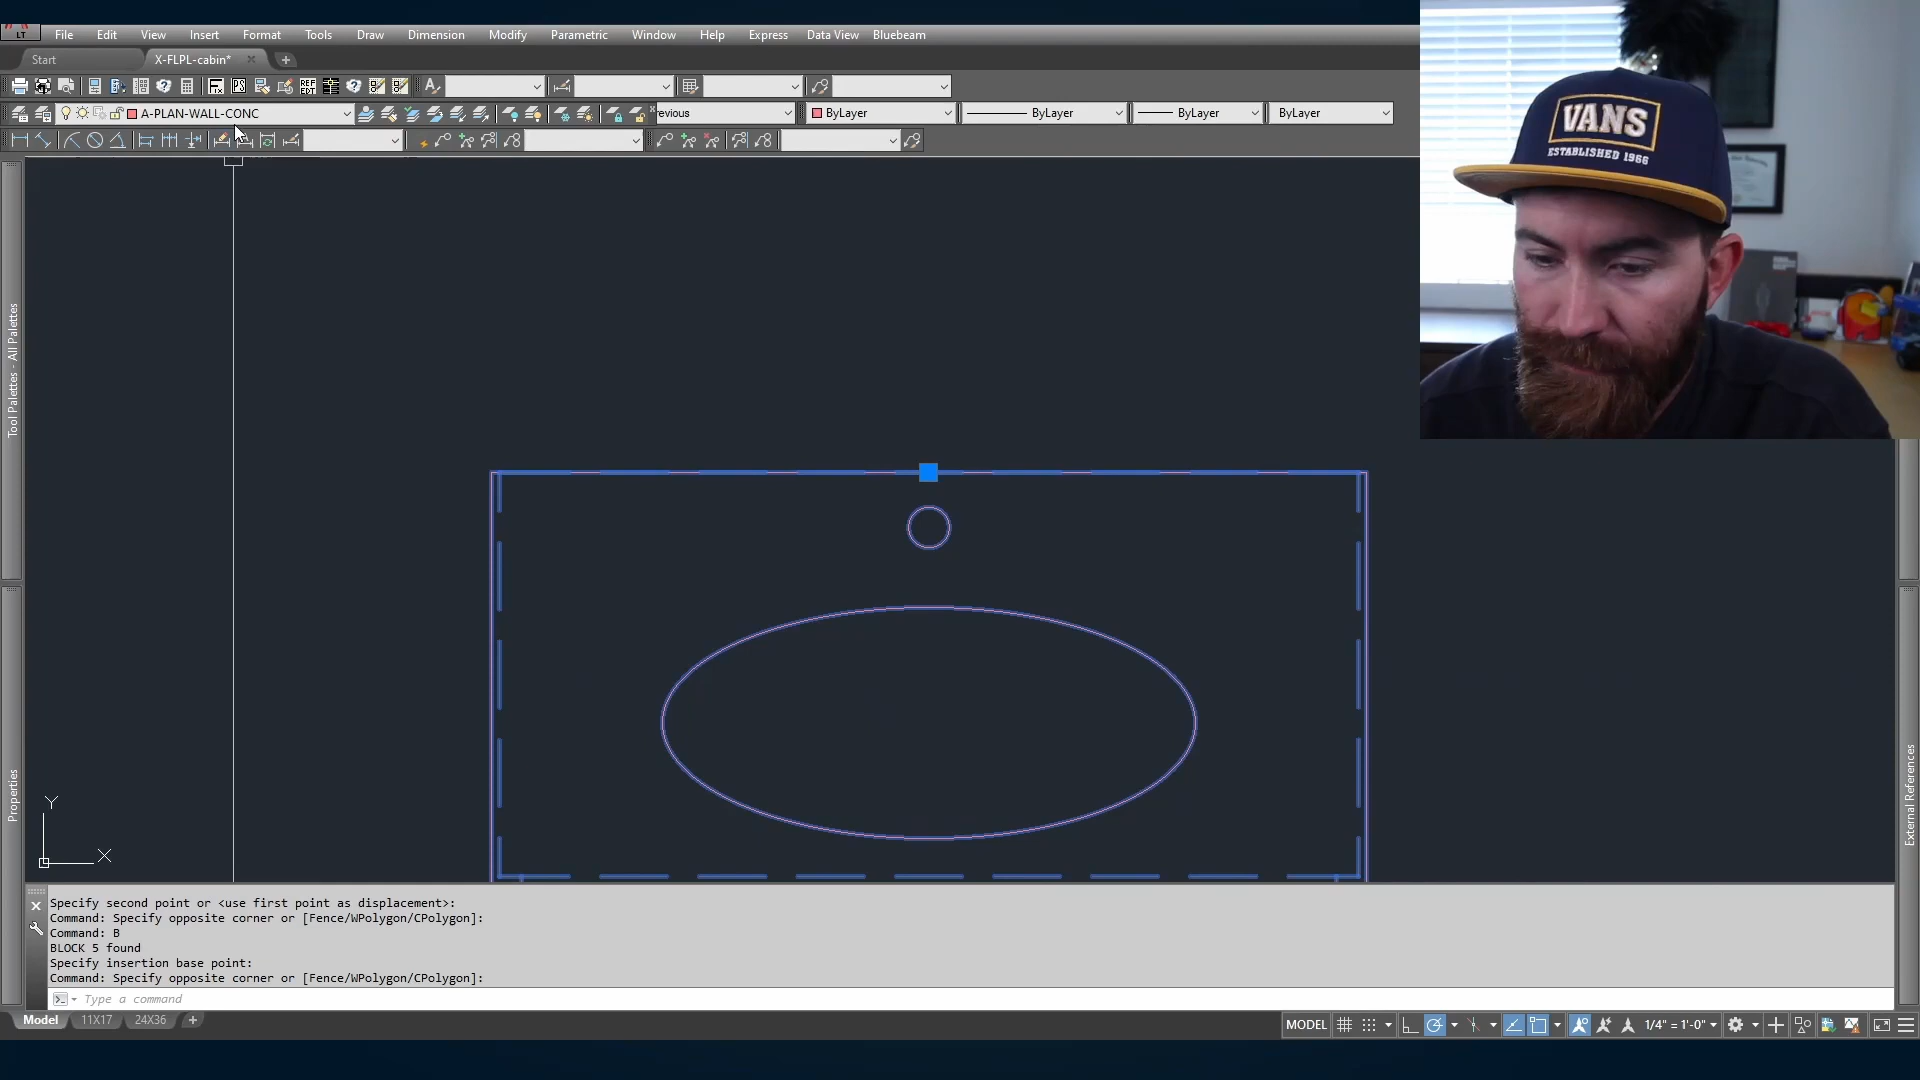 LT
File Edit View Insert Format Tools Draw Dimension Modify Parametric Window Help Express Data View Bluebeam
Start X-FLPL-cabin*
A-PLAN-WALL-CONC revious ByLayer ByLayer ByLayer ByLayer
VANS
ESTABLISHED 1966
Tool Palettes - All Palettes
Properties
External References
Y
X
Specify second point or <use first point as displacement>:
Command: Specify opposite corner or [Fence/WPolygon/CPolygon]:
Command: B
BLOCK 5 found
Specify insertion base point:
Command: Specify opposite corner or [Fence/WPolygon/CPolygon]:
Type a command
Model 11X17 24X36
MODEL 1/4" = 1'-0"